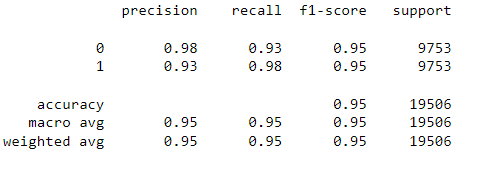 precision recall f1-score support
0 0.98 0.93 0.95 9753
1 0.93 0.98 0.95 9753
accuracy 0.95 19506
macro avg 0.95 0.95 0.95 19506
weighted avg 0.95 0.95 0.95 19506